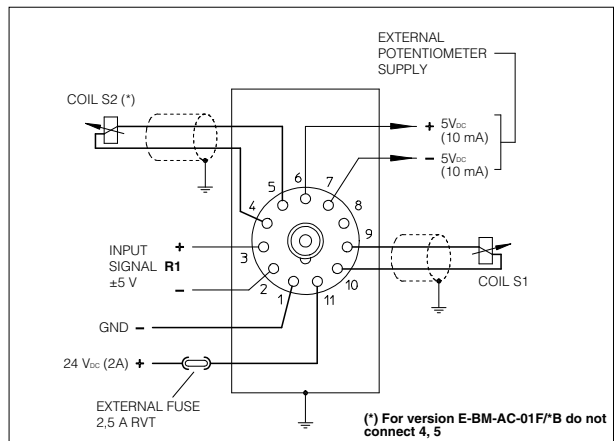 EXTERNAL
POTENTIOMETER
SUPPLY
COIL S2 (*)
+ 5VDC
(10 mA)
− 5VDC
(10 mA)
6
5
7
4
8
3
9
2
10
1
11
INPUT
SIGNAL R1
±5 V
+
−
COIL S1
GND −
24 VDC (2A) +
EXTERNAL FUSE
2,5 A RVT
(*) For version E-BM-AC-01F/*B do not
connect 4, 5